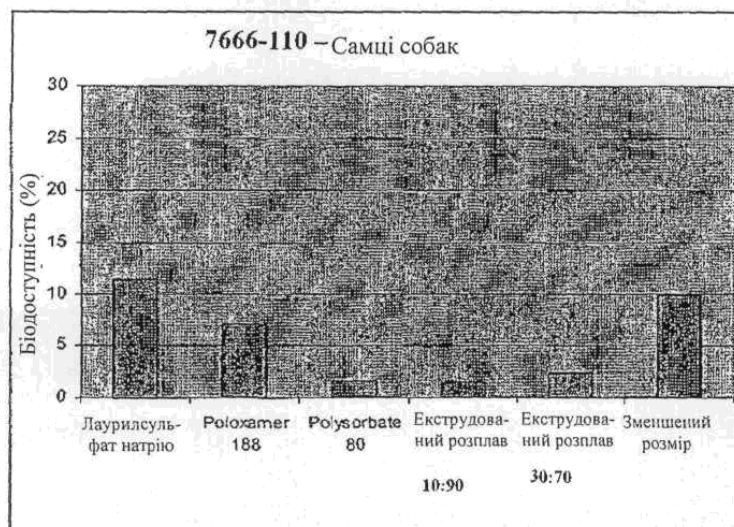 7666-110 – Самці собак
Біодоступність (%)
30
25
20
15
10
5
0
Лаурилсуль-
фат натрію
Poloxamer
188
Polysorbate
80
Екструдова-
ний розплав
10:90
Екструдова-
ний розплав
30:70
Зменшений
розмір